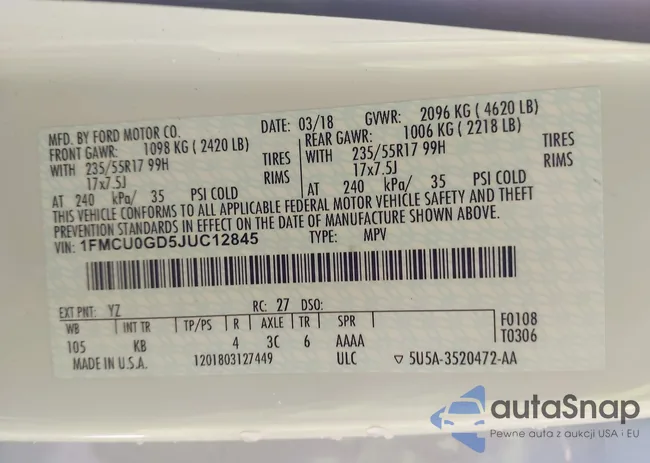 MFD. BY FORD MOTOR CO. DATE: 03/18 GVWR: 2096 KG (4620 LB)
FRONT GAWR: 1098 KG (2420 LB) REAR GAWR: 1006 KG (2218 LB)
WITH 235/55R17 99H TIRES WITH 235/55R17 99H TIRES
17x7.5J RIMS 17x7.5J RIMS
AT 240 kPa/ 35 PSI COLD AT 240 kPa/ 35 PSI COLD
THIS VEHICLE CONFORMS TO ALL APPLICABLE FEDERAL MOTOR VEHICLE SAFETY AND THEFT
PREVENTION STANDARDS IN EFFECT ON THE DATE OF MANUFACTURE SHOWN ABOVE.
VIN: 1FMCU0GD5JUC12845 TYPE: MPV
EXT PNT: YZ RC: 27 DSO:
WB INT TR TP/PS R AXLE TR SPR F0108
105 KB 4 3C 6 AAAA T0306
MADE IN U.S.A. 1201803127449 ULC ▽ 5U5A-3520472-AA
autaSnap
Pewne auta z aukcji USA i EU